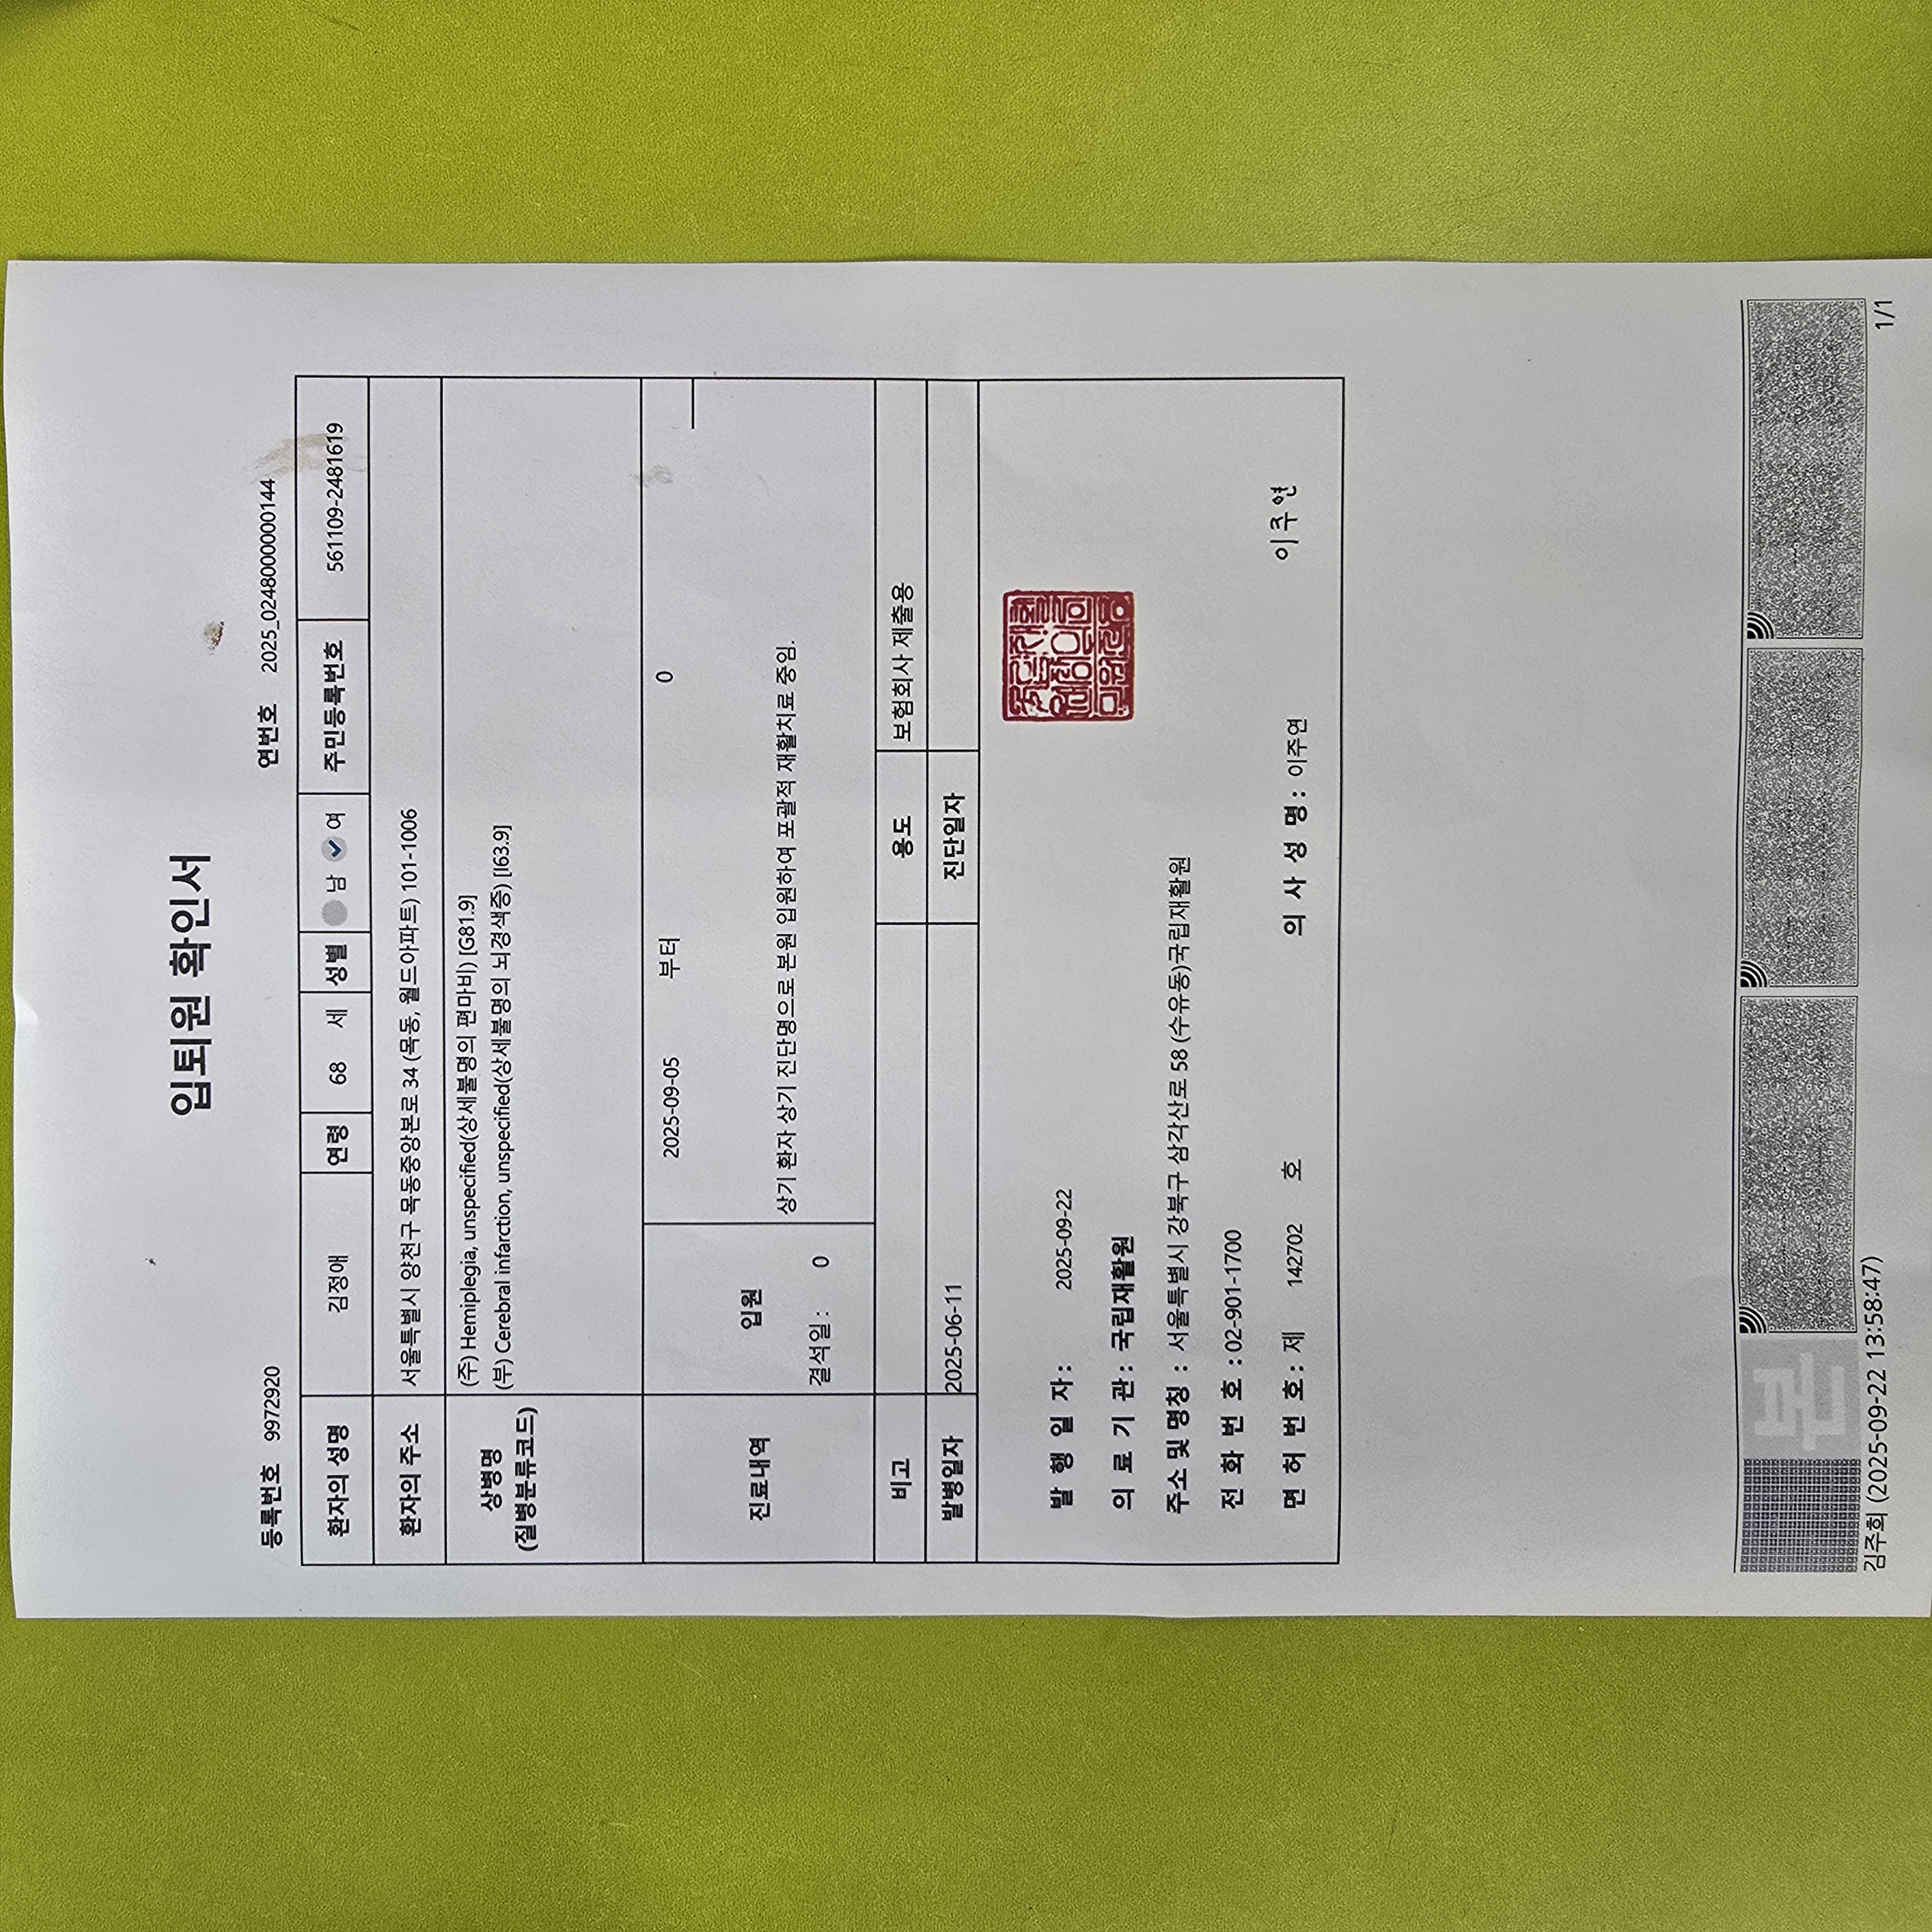 입퇴원 확인서
등록번호 9972920 연번호 2025_0248000000144
환자의 성명 김정애 연령 68 세 성별 남 여 주민등록번호 561109-2481619
환자의 주소 서울특별시 양천구 목동중앙본로 34 (목동, 월드아파트) 101-1006
상병명
(질병분류코드)
(주) Hemiplegia, unspecified(상세불명의 편마비) [G81.9]
(부) Cerebral infarction, unspecified(상세불명의 뇌경색증) [I63.9]
진료내역
입원
결석일 : 0
2025-09-05 부터 0
상기 환자 상기 진단명으로 본원 입원하여 포괄적 재활치료 중임.
비고 용도 보험회사 제출용
발병일자 2025-06-11 진단일자
발 행 일 자 : 2025-09-22
의 료 기 관 : 국립재활원
주소 및 명칭 : 서울특별시 강북구 삼각산로 58 (수유동)국립재활원
전 화 번 호 : 02-901-1700
면 허 번 호 : 제 142702 호 의 사 성 명 : 이주연 이주연
본
김주희 (2025-09-22 13:58:47) 1/1